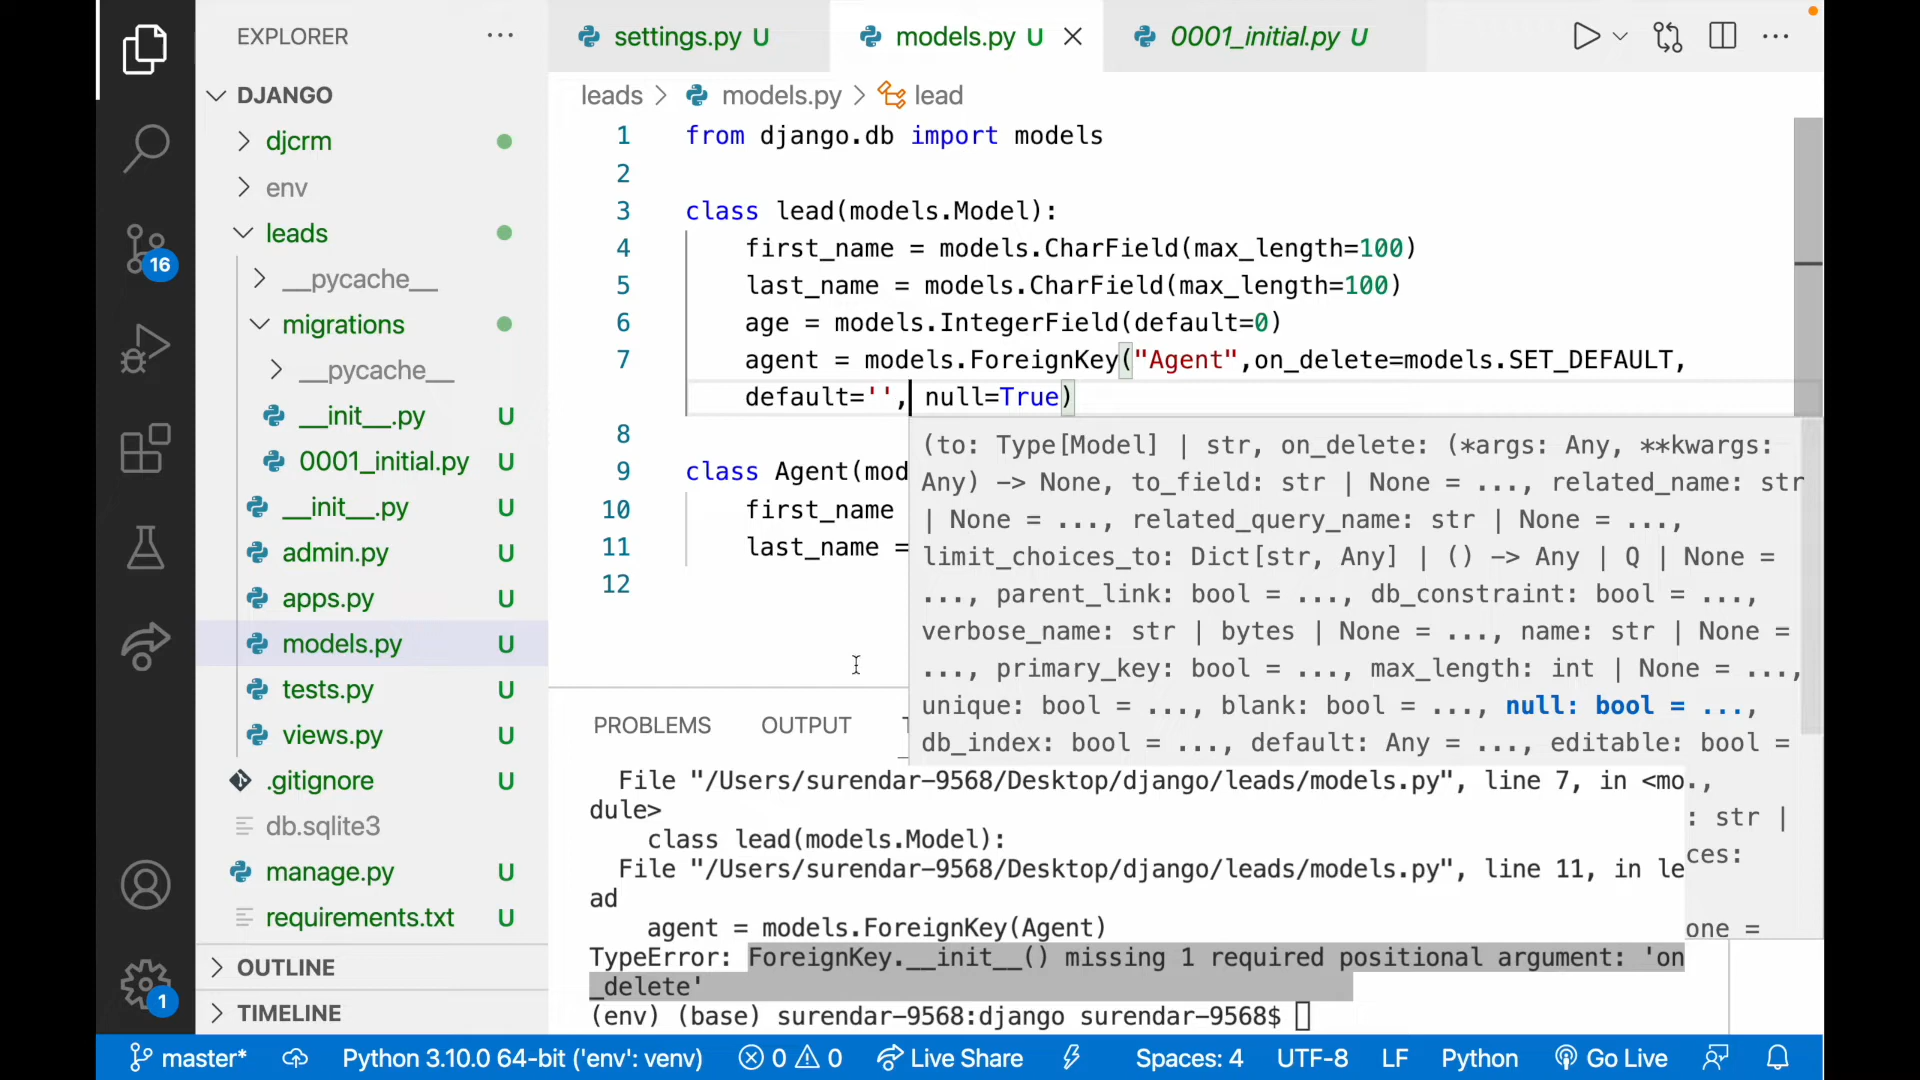 EXPLORER
DJANGO
djcrm
env
leads
__pycache__
migrations
__pycache__
__init__.py U
0001_initial.py U
__init__.py U
admin.py U
apps.py U
models.py U
tests.py U
views.py U
.gitignore U
db.sqlite3
manage.py U
requirements.txt U
OUTLINE
TIMELINE
16
1
settings.py U
models.py U
0001_initial.py U
leads > models.py > lead
1 from django.db import models
2
3 class lead(models.Model):
4 first_name = models.CharField(max_length=100)
5 last_name = models.CharField(max_length=100)
6 age = models.IntegerField(default=0)
7 agent = models.ForeignKey("Agent",on_delete=models.SET_DEFAULT,
default='', null=True)
8
9 class Agent(mod
10 first_name
11 last_name =
12
(to: Type[Model] | str, on_delete: (*args: Any, **kwargs:
Any) -> None, to_field: str | None = ..., related_name: str
| None = ..., related_query_name: str | None = ...,
limit_choices_to: Dict[str, Any] | () -> Any | Q | None =
..., parent_link: bool = ..., db_constraint: bool = ...,
verbose_name: str | bytes | None = ..., name: str | None =
..., primary_key: bool = ..., max_length: int | None = ...,
unique: bool = ..., blank: bool = ..., null: bool = ...,
db_index: bool = ..., default: Any = ..., editable: bool =
.,
: str |
ces:
one =
PROBLEMS OUTPUT
File "/Users/surendar-9568/Desktop/django/leads/models.py", line 7, in <mo
dule>
class lead(models.Model):
File "/Users/surendar-9568/Desktop/django/leads/models.py", line 11, in le
ad
agent = models.ForeignKey(Agent)
TypeError: ForeignKey.__init__() missing 1 required positional argument: 'on
_delete'
(env) (base) surendar-9568:django surendar-9568$
master* Python 3.10.0 64-bit ('env': venv) 0 0 Live Share Spaces: 4 UTF-8 LF Python Go Live